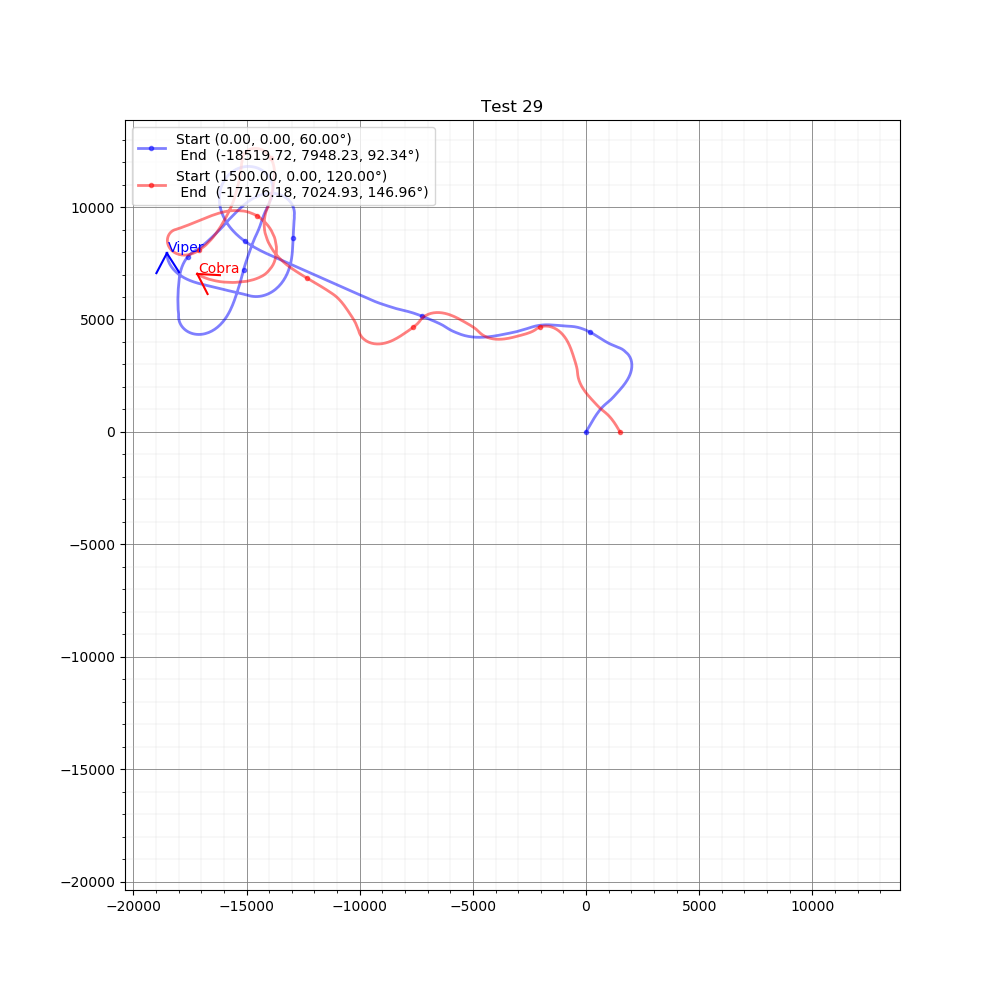 Test 29
Start (0.00, 0.00, 60.00°)
End (-18519.72, 7948.23, 92.34°)
Start (1500.00, 0.00, 120.00°)
End (-17176.18, 7024.93, 146.96°)
Viper
Cobra
10000
5000
0
−5000
−10000
−15000
−20000
−20000 −15000 −10000 −5000 0 5000 10000